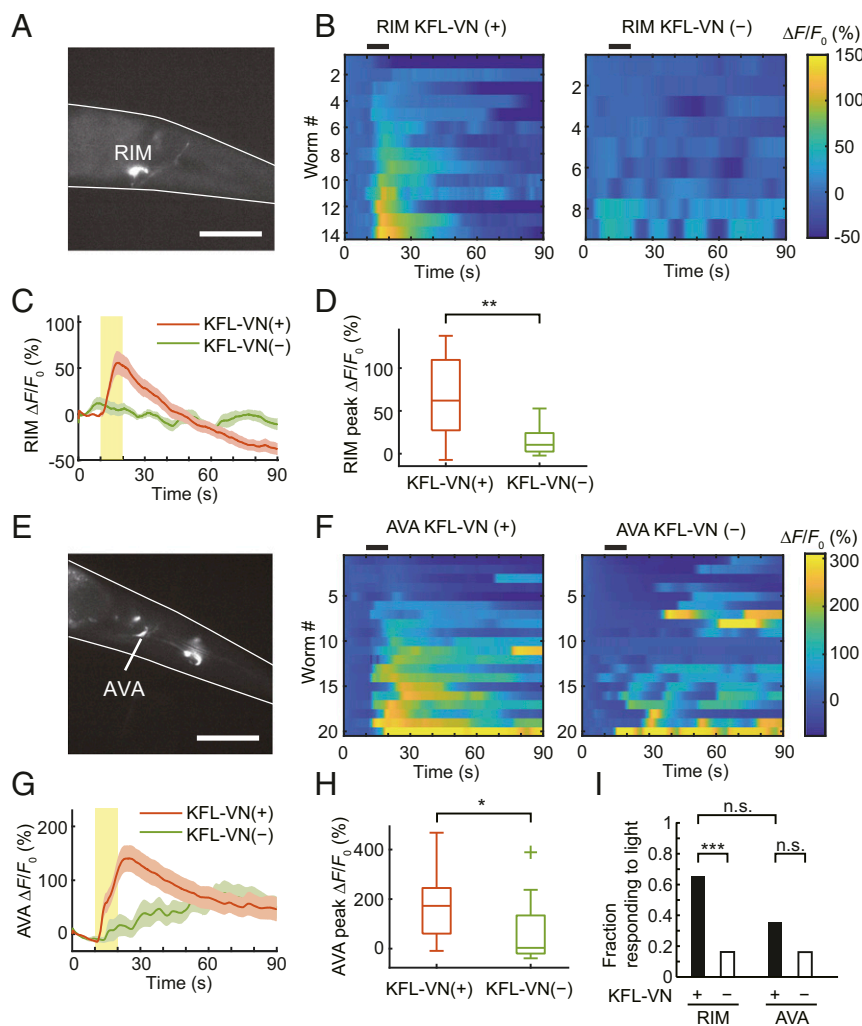 A
RIM
B
RIM KFL-VN (+)
RIM KFL-VN (−)
ΔF/F0 (%)
Worm #
2
4
6
8
10
12
14
0
30
60
90
Time (s)
2
4
6
8
0
30
60
90
Time (s)
150
100
50
0
-50
C
KFL-VN(+)
KFL-VN(−)
RIM ΔF/F0 (%)
100
50
0
-50
0
30
60
90
Time (s)
D
**
RIM peak ΔF/F0 (%)
100
50
0
KFL-VN(+)
KFL-VN(−)
E
AVA
F
AVA KFL-VN (+)
AVA KFL-VN (−)
ΔF/F0 (%)
Worm #
5
10
15
20
0
30
60
90
Time (s)
5
10
15
20
0
30
60
90
Time (s)
300
200
100
0
G
KFL-VN(+)
KFL-VN(−)
AVA ΔF/F0 (%)
200
100
0
0
30
60
90
Time (s)
H
*
AVA peak ΔF/F0 (%)
400
200
0
KFL-VN(+)
KFL-VN(−)
I
n.s.
***
n.s.
Fraction
responding to light
1
0.8
0.6
0.4
0.2
0
KFL-VN + − + −
RIM AVA